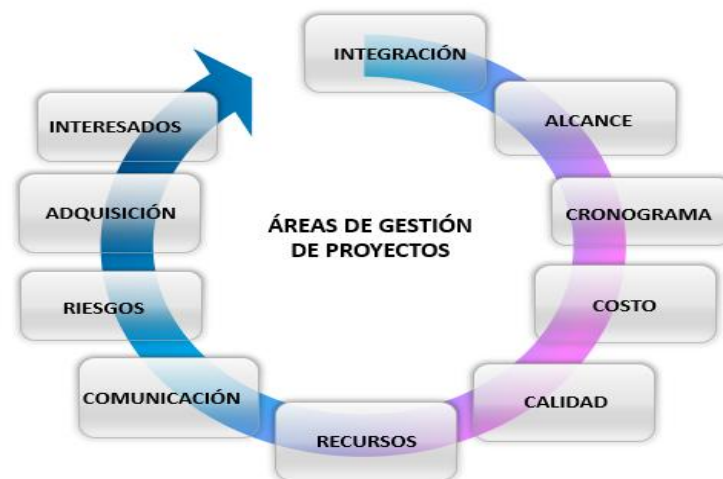 INTEGRACIÓN
ALCANCE
CRONOGRAMA
COSTO
CALIDAD
RECURSOS
COMUNICACIÓN
RIESGOS
ADQUISICIÓN
INTERESADOS
ÁREAS DE GESTIÓN
DE PROYECTOS